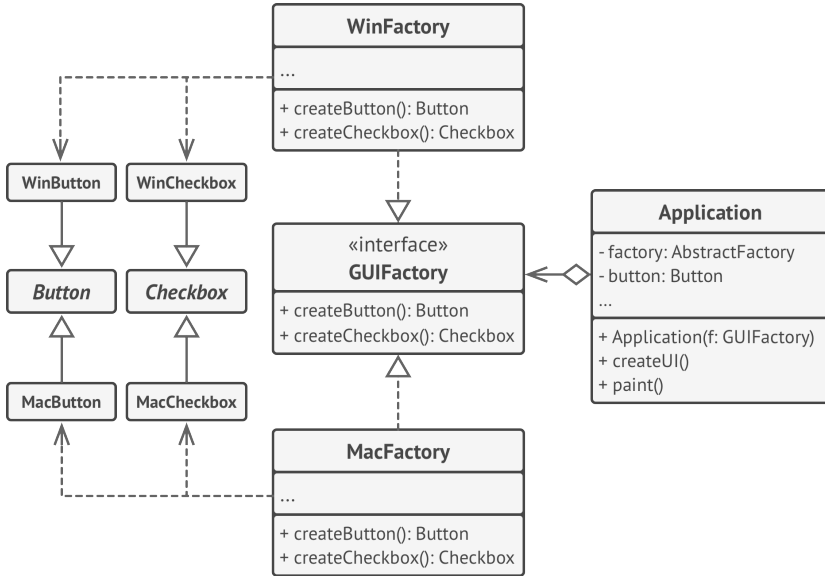 WinFactory
...
+ createButton(): Button
+ createCheckbox(): Checkbox
WinButton
WinCheckbox
«interface»
GUIFactory
+ createButton(): Button
+ createCheckbox(): Checkbox
Application
- factory: AbstractFactory
- button: Button
...
+ Application(f: GUIFactory)
+ createUI()
+ paint()
Button
Checkbox
MacButton
MacCheckbox
MacFactory
...
+ createButton(): Button
+ createCheckbox(): Checkbox